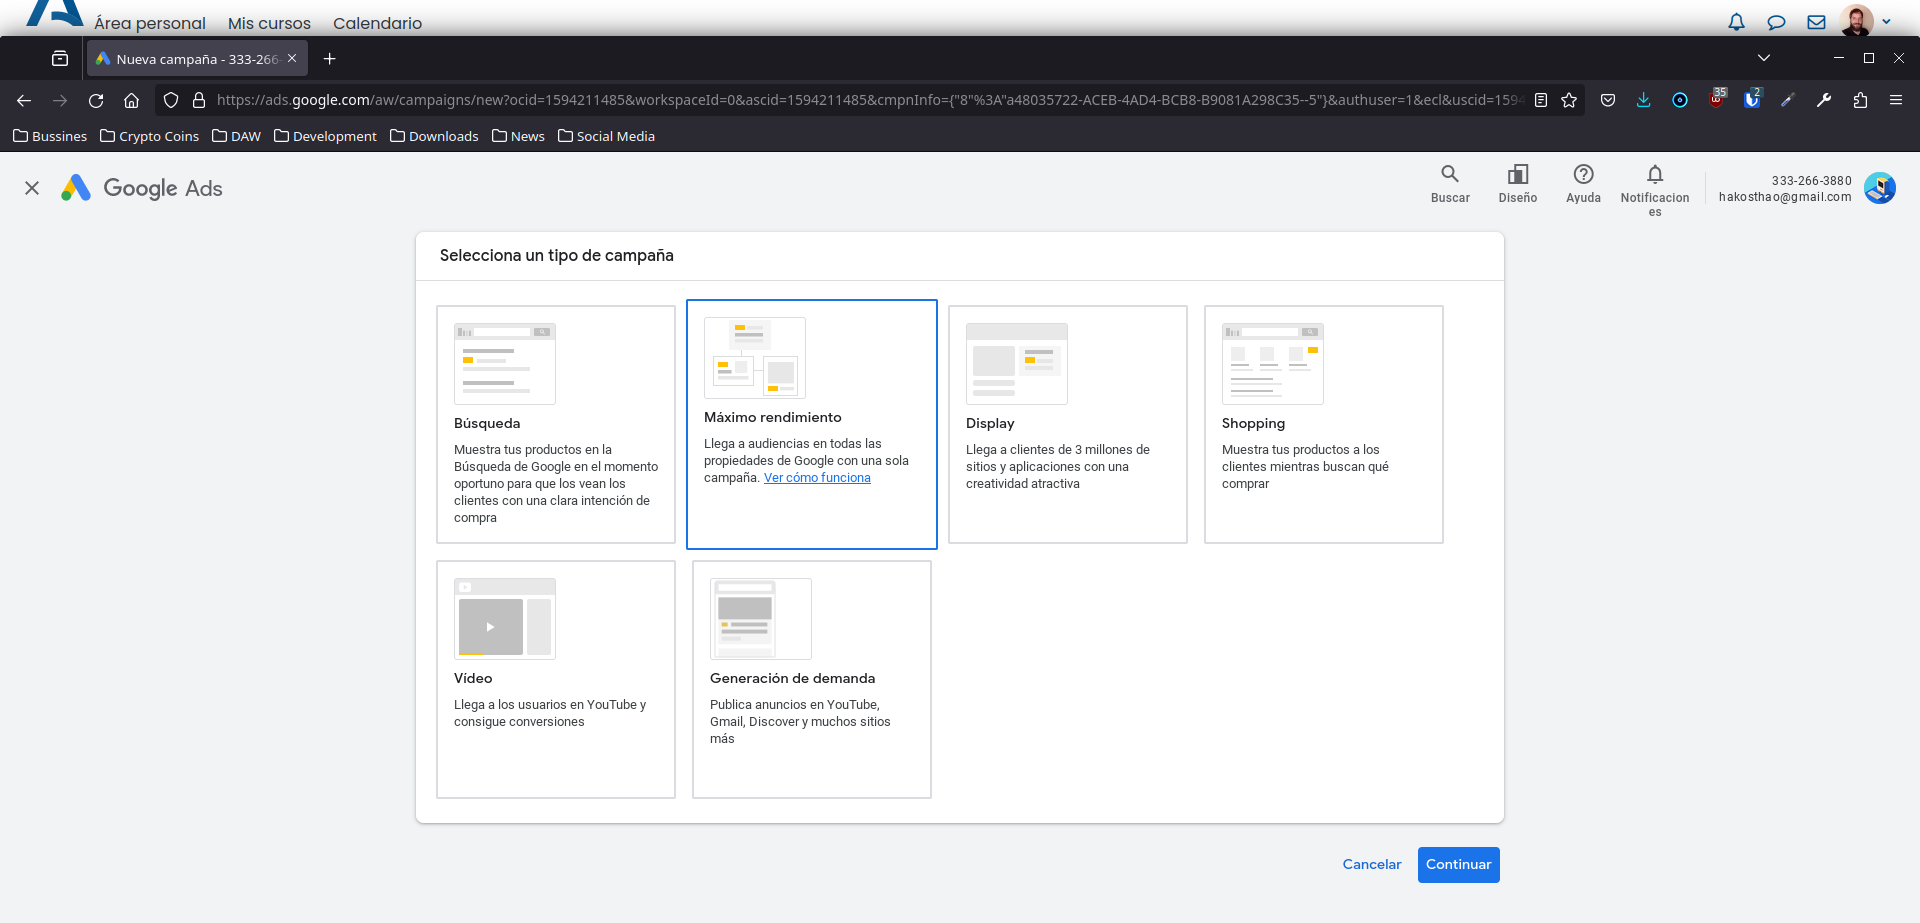 Área personal Mis cursos Calendario
Nueva campaña - 333-266-
https://ads.google.com/aw/campaigns/new?ocid=1594211485&workspaceId=0&ascid=1594211485&cmpnInfo={"8"%3A"a48035722-ACEB-4AD4-BCB8-B9081A298C35--5"}&authuser=1&ecl&uscid=1594
35
2
Bussines Crypto Coins DAW Development Downloads News Social Media
Google Ads
Buscar
Diseño
Ayuda
Notificacion
es
333-266-3880
hakosthao@gmail.com
Selecciona un tipo de campaña
Búsqueda
Muestra tus productos en la
Búsqueda de Google en el momento
oportuno para que los vean los
clientes con una clara intención de
compra
Máximo rendimiento
Llega a audiencias en todas las
propiedades de Google con una sola
campaña. Ver cómo funciona
Display
Llega a clientes de 3 millones de
sitios y aplicaciones con una
creatividad atractiva
Shopping
Muestra tus productos a los
clientes mientras buscan qué
comprar
Vídeo
Llega a los usuarios en YouTube y
consigue conversiones
Generación de demanda
Publica anuncios en YouTube,
Gmail, Discover y muchos sitios
más
Cancelar
Continuar